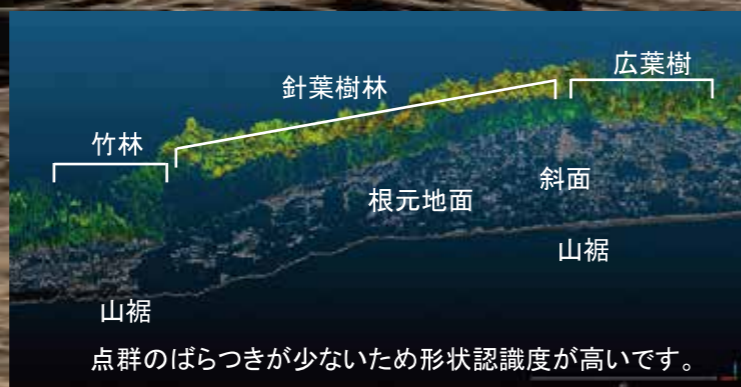 広葉樹
針葉樹林
竹林
斜面
根元地面
山裾
山裾
点群のばらつきが少ないため形状認識度が高いです。